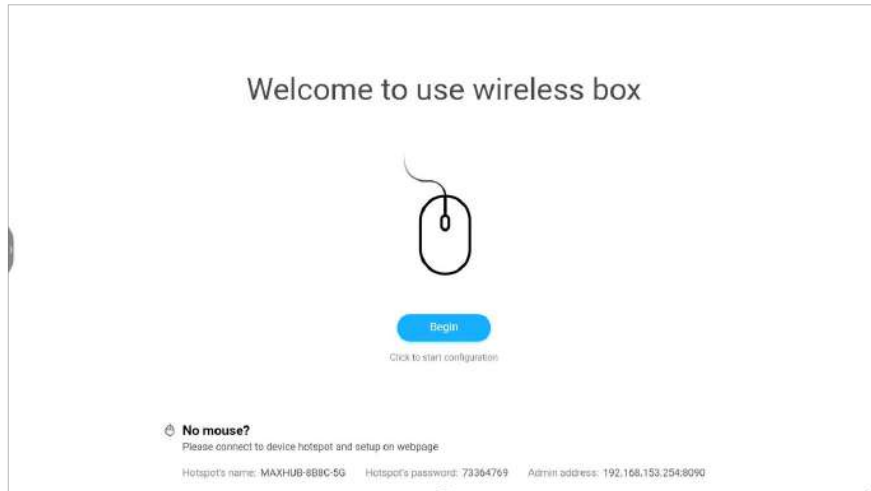 Welcome to use wireless box
Begin
Click to start configuration
No mouse?
Please connect to device hotspot and setup on webpage
Hotspot's name: MAXHUB-8B8C-5G Hotspot's password: 73364769 Admin address: 192.168.153.254:8090